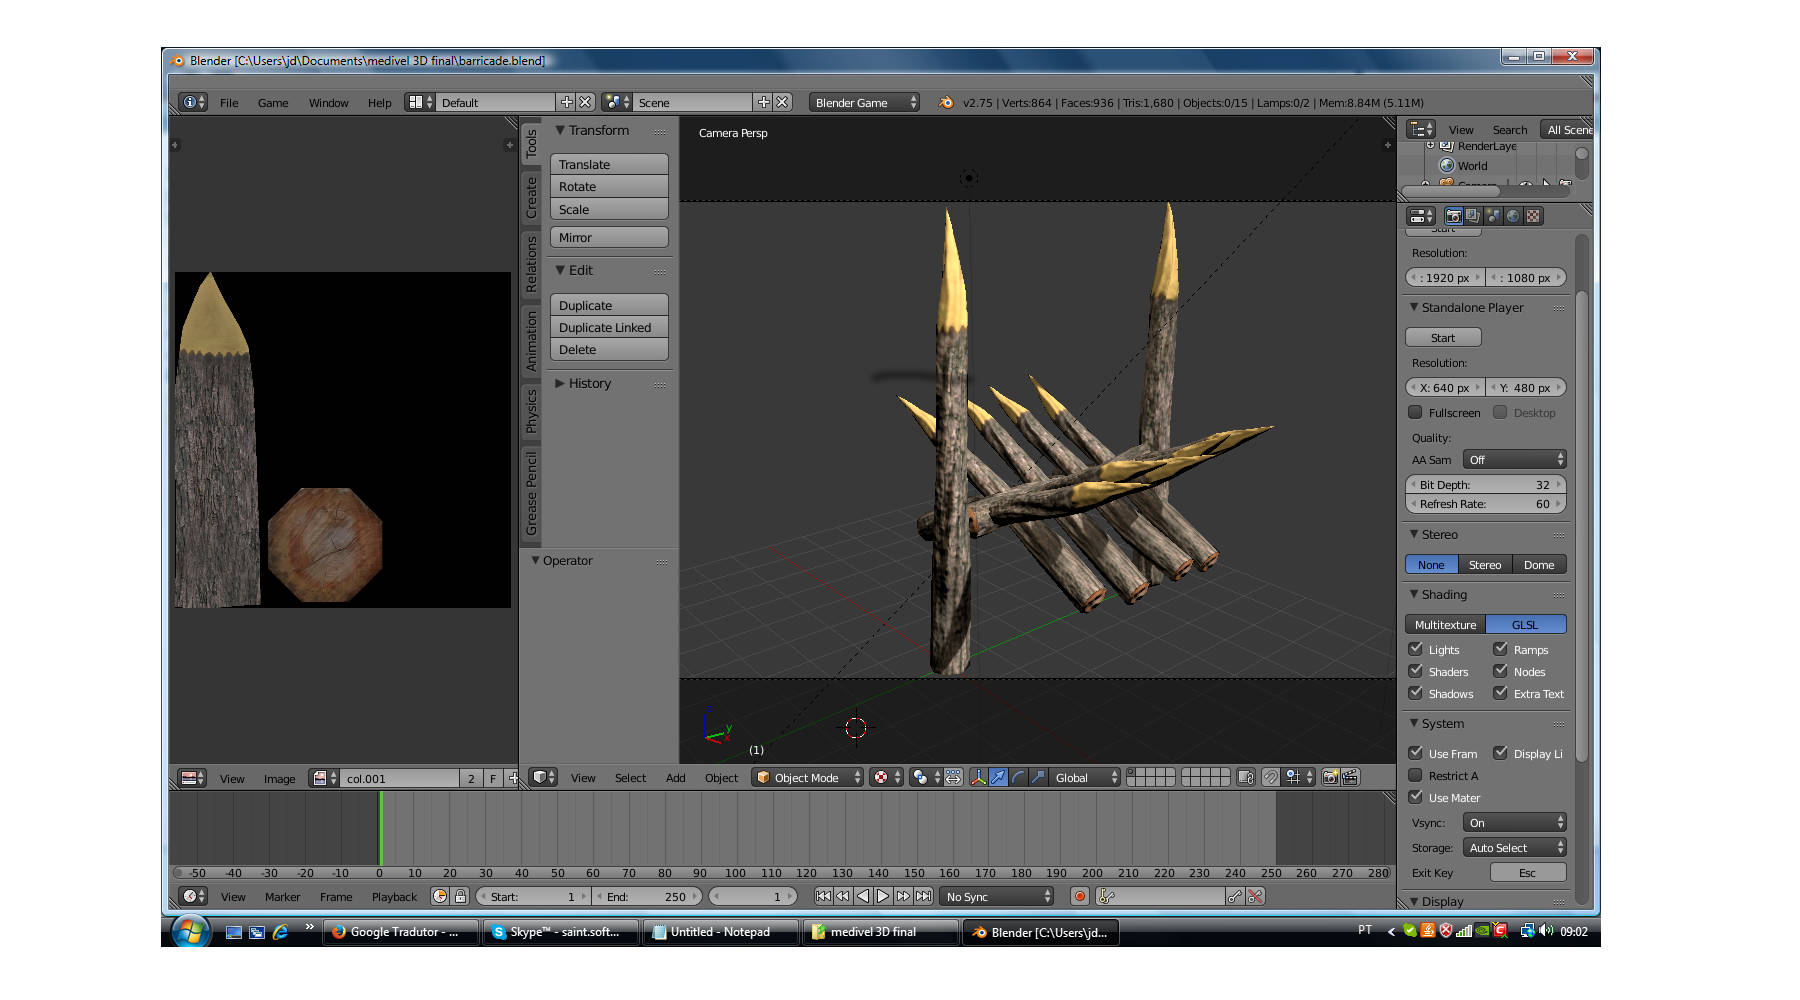 Blender [C:\Users\jd\Documents\medivel 3D final\barricade.blend]
File Game Window Help Default Scene Blender Game v2.75 | Verts:864 | Faces:936 | Tris:1,680 | Objects:0/15 | Lamps:0/2 | Mem:8.84M (5.11M)
Tools
Create
Relations
Animation
Physics
Grease Pencil
Transform
Translate
Rotate
Scale
Mirror
Edit
Duplicate
Duplicate Linked
Delete
History
Operator
Camera Persp
(1)
z
y
x
View Search All Scene
RenderLaye
World
Start
Resolution:
: 1920 px : 1080 px
Standalone Player
Start
Resolution:
X: 640 px Y: 480 px
Fullscreen Desktop
Quality:
AA Sam Off
Bit Depth: 32
Refresh Rate: 60
Stereo
None Stereo Dome
Shading
Multitexture GLSL
Lights Ramps
Shaders Nodes
Shadows Extra Text
System
Use Fram Display Li
Restrict A
Use Mater
Vsync: On
Storage: Auto Select
Exit Key Esc
Display
View Image col.001 2 F
View Select Add Object Object Mode Global
-50 -40 -30 -20 -10 0 10 20 30 40 50 60 70 80 90 100 110 120 130 140 150 160 170 180 190 200 210 220 230 240 250 260 270 280
View Marker Frame Playback Start: 1 End: 250 1 No Sync
Google Tradutor - ... Skype™ - saint.soft... Untitled - Notepad medivel 3D final Blender [C:\Users\jd... PT 09:02